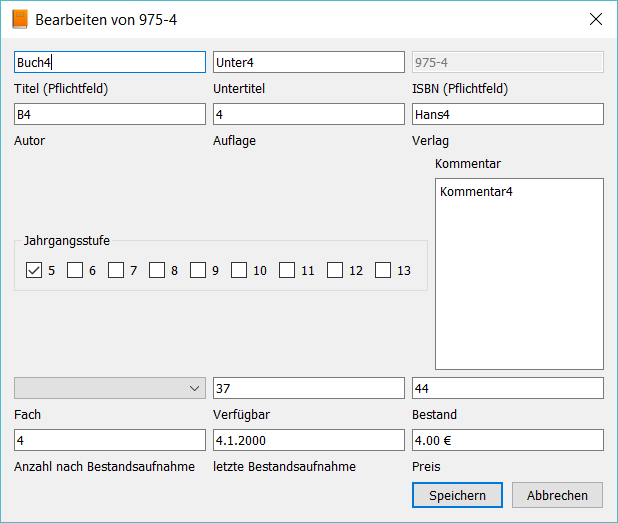 Bearbeiten von 975-4
Buch4 Unter4 975-4
Titel (Pflichtfeld) Untertitel ISBN (Pflichtfeld)
B4 4 Hans4
Autor Auflage Verlag
Kommentar
Kommentar4
Jahrgangsstufe
5 6 7 8 9 10 11 12 13
37 44
Fach Verfügbar Bestand
4 4.1.2000 4.00 €
Anzahl nach Bestandsaufnahme letzte Bestandsaufnahme Preis
Speichern Abbrechen